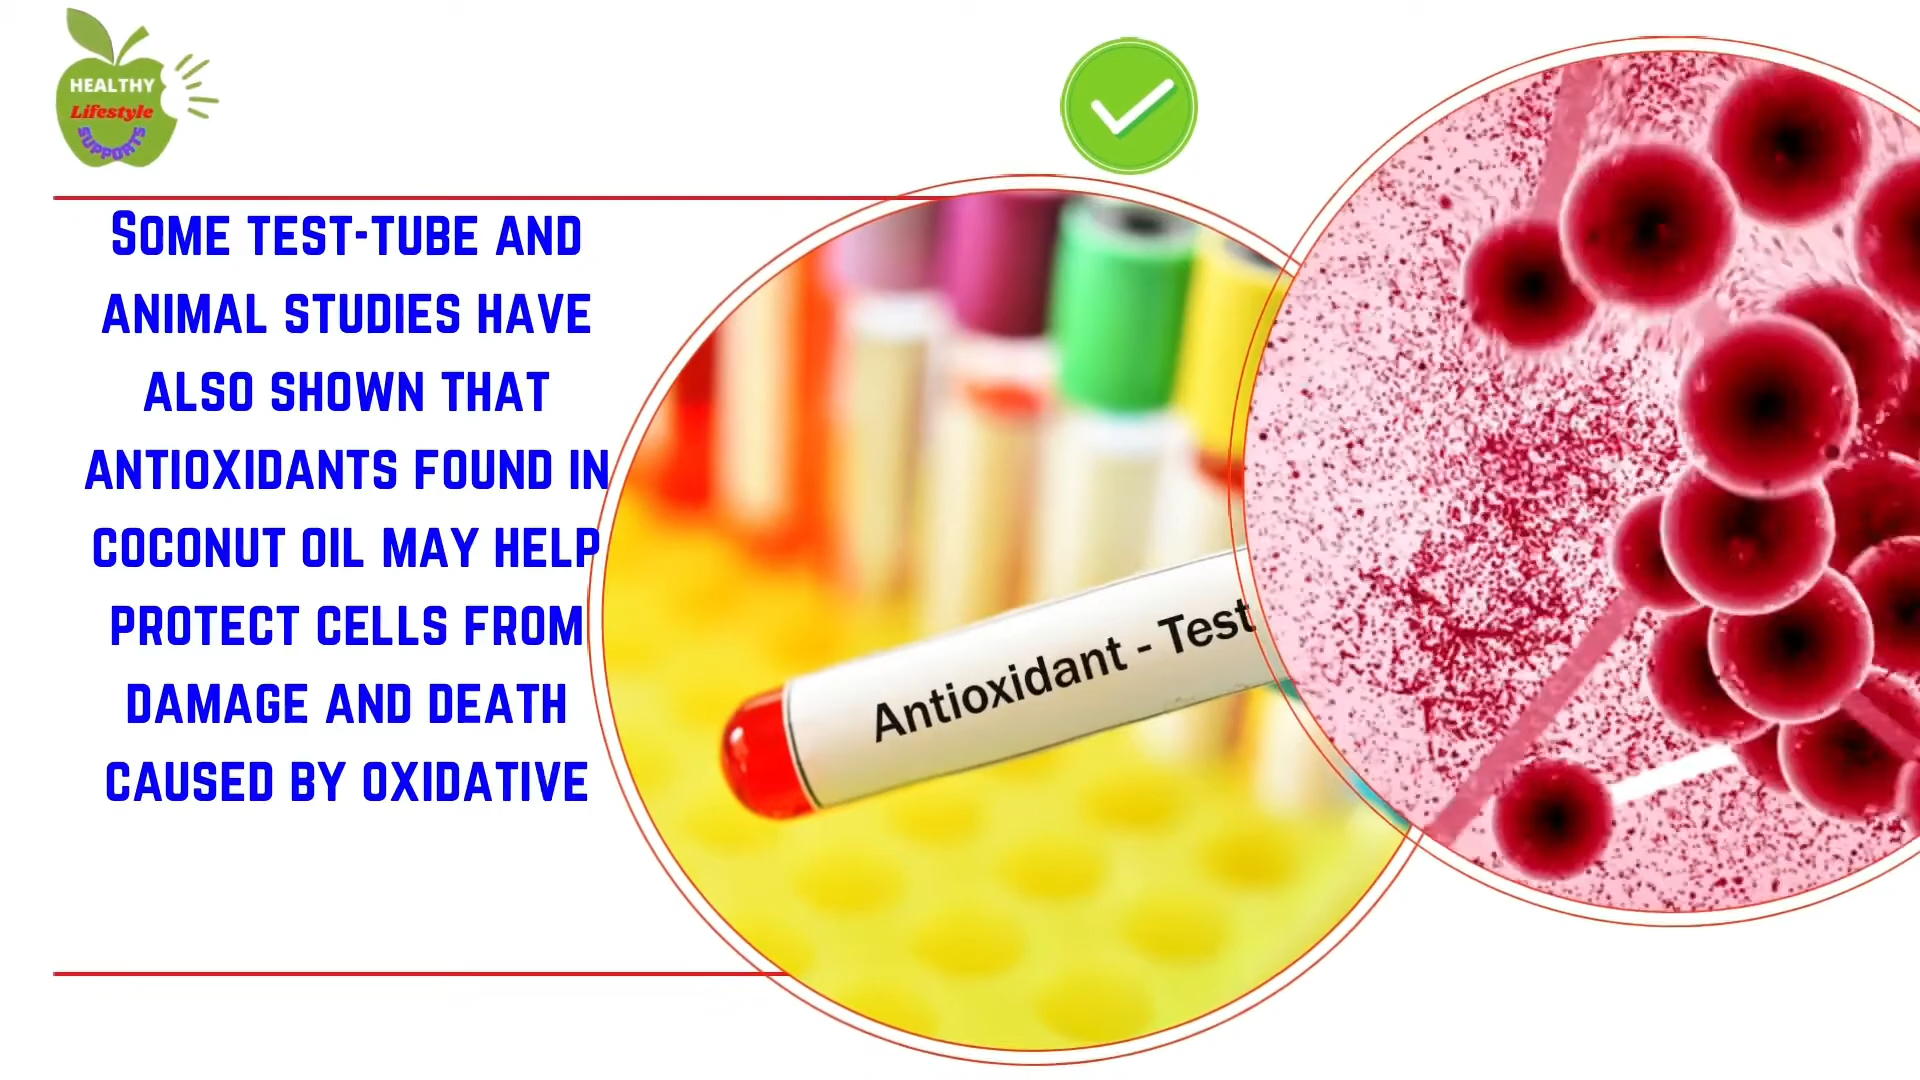 HEALTHY
Lifestyle
SUPPORTS
SOME TEST-TUBE AND
ANIMAL STUDIES HAVE
ALSO SHOWN THAT
ANTIOXIDANTS FOUND IN
COCONUT OIL MAY HELP
PROTECT CELLS FROM
DAMAGE AND DEATH
CAUSED BY OXIDATIVE
Antioxidant - Test